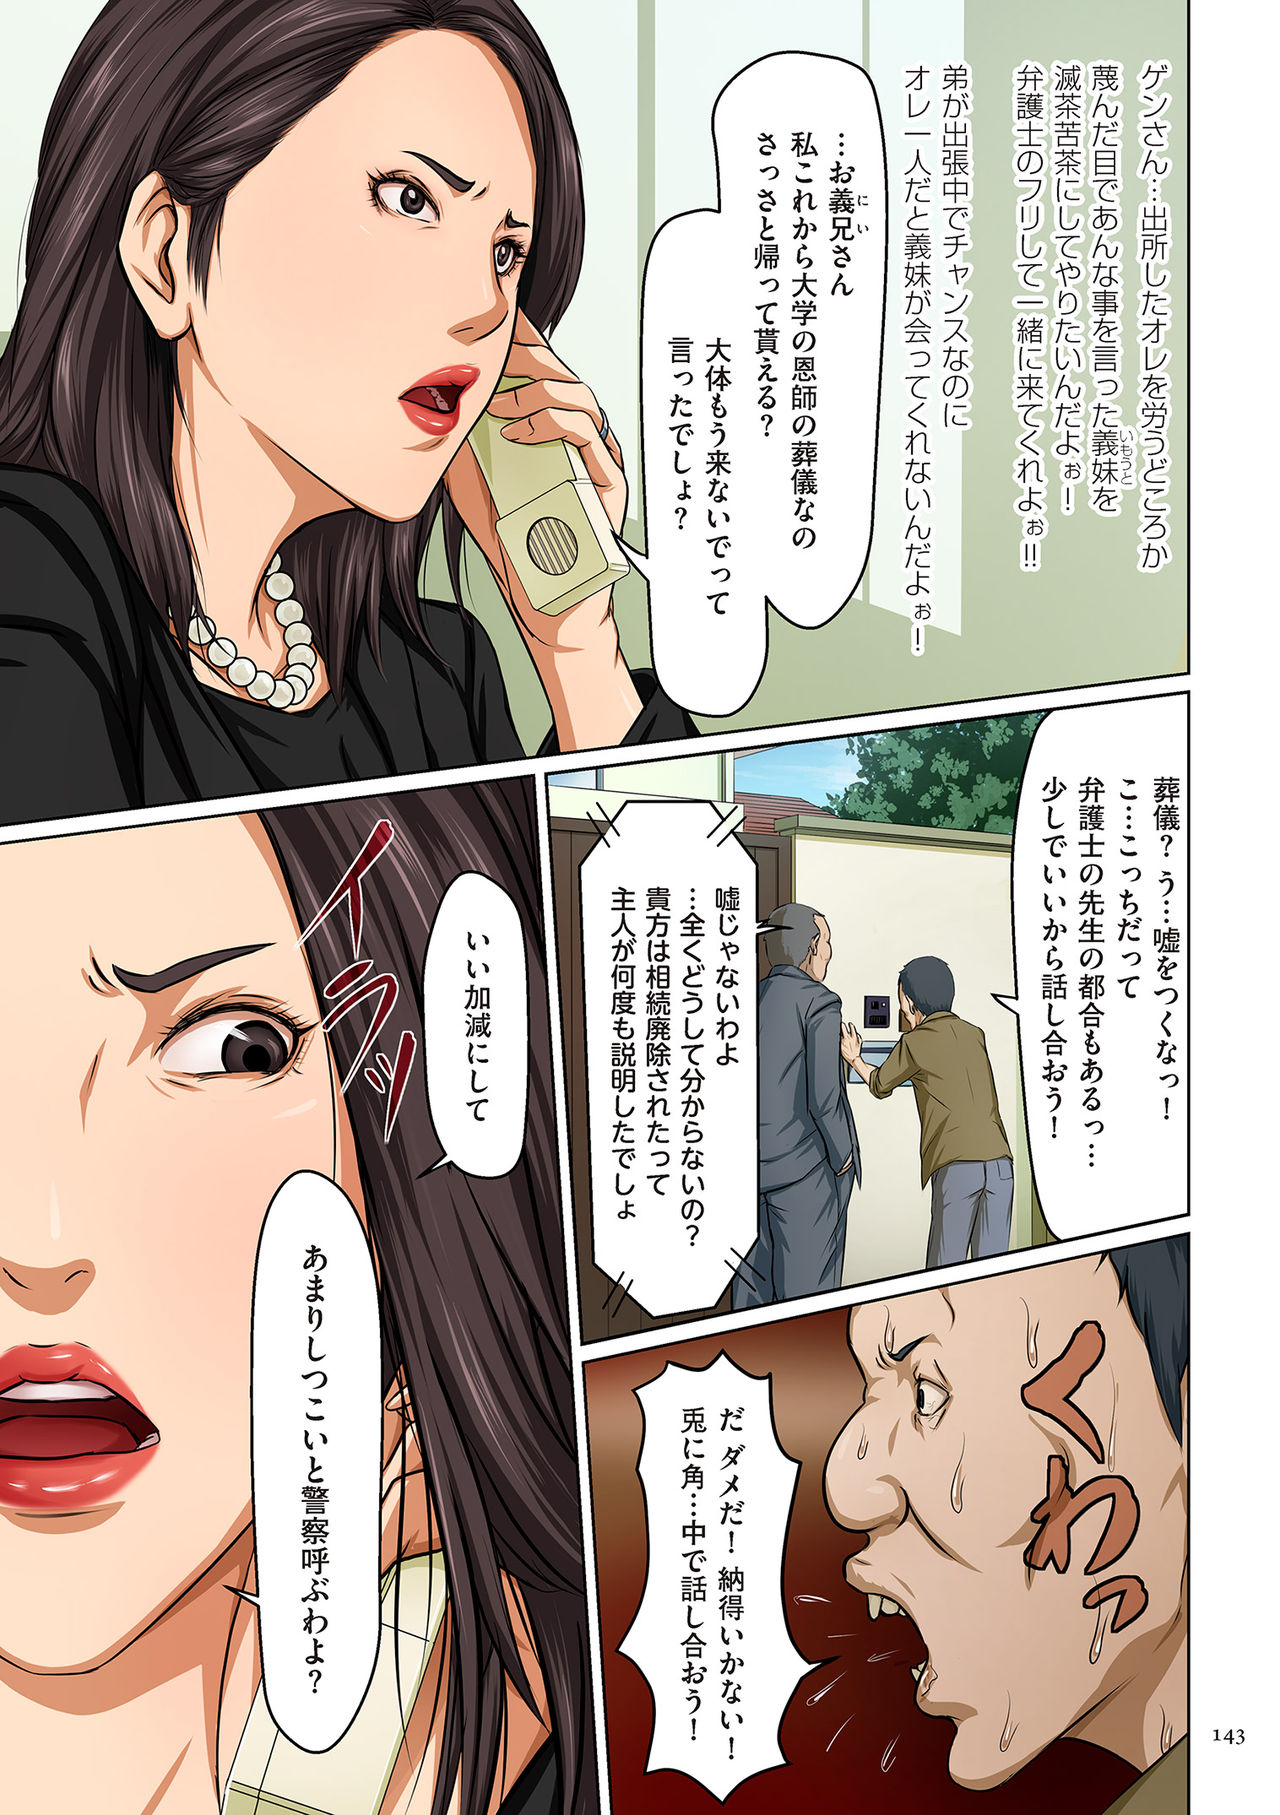 ゲンさん…出所したオレを労うどころか
蔑んだ目であんな事を言った義妹を
いもうと
滅茶苦茶にしてやりたいんだよぉ！
弁護士のフリして一緒に来てくれよぉ!!
弟が出張中でチャンスなのに
オレ一人だと義妹が会ってくれないんだよぉ！
…お義兄さん
にい
私これから大学の恩師の葬儀なの
さっさと帰って貰える？
大体もう来ないでって
言ったでしょ？
葬儀？う…嘘をつくなっ！
こ…こっちだって
弁護士の先生の都合もあるっ…
少しでいいから話し合おう！
嘘じゃないわよ
…全くどうして分からないの？
貴方は相続廃除されたって
主人が何度も説明したでしょ
くわっ
だ ダメだ！納得いかない！
兎に角…中で話し合おう！
イラッ
いい加減にして
あまりしつこいと警察呼ぶわよ？
143